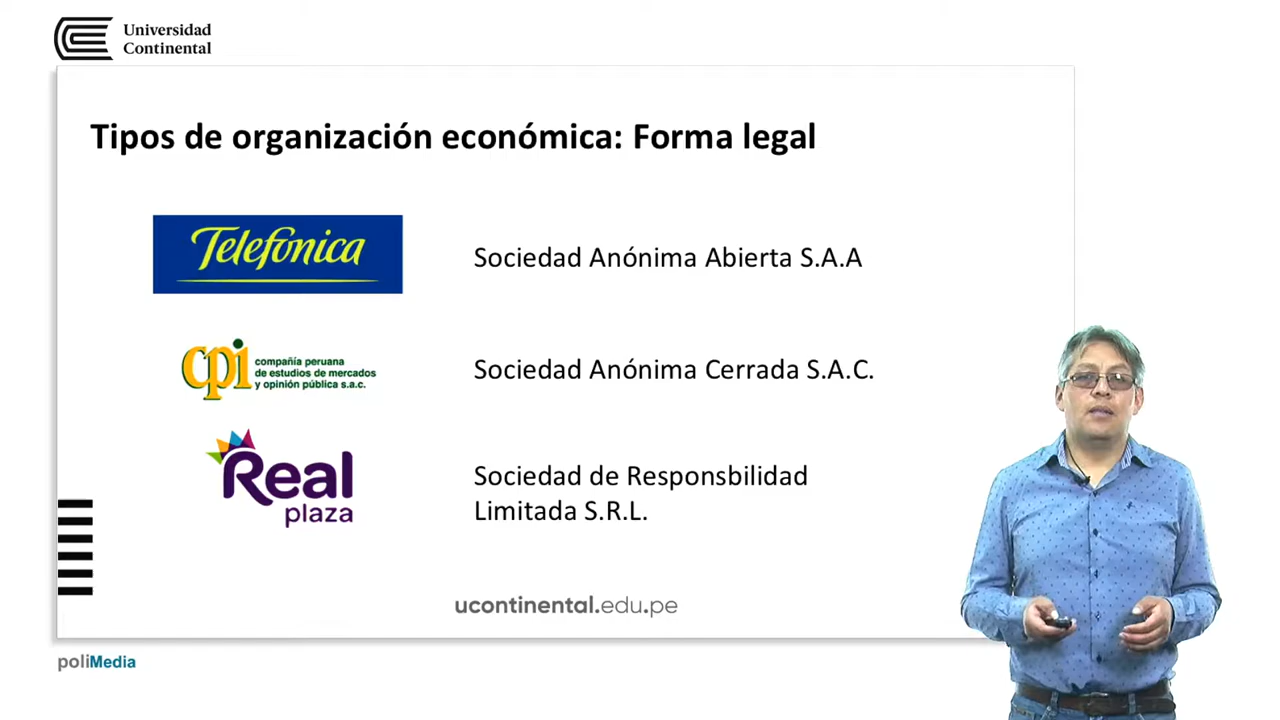 Universidad
Continental
Tipos de organización económica: Forma legal
Telefónica
Sociedad Anónima Abierta S.A.A
cpi
compañía peruana
de estudios de mercados
y opinión pública s.a.c.
Sociedad Anónima Cerrada S.A.C.
Real
plaza
Sociedad de Responsbilidad
Limitada S.R.L.
ucontinental.edu.pe
poliMedia